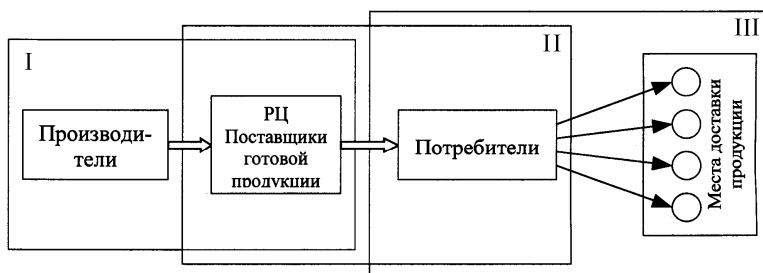 I
II
III
Производи-
тели
РЦ
Поставщики
готовой
продукции
Потребители
Места доставки
продукции